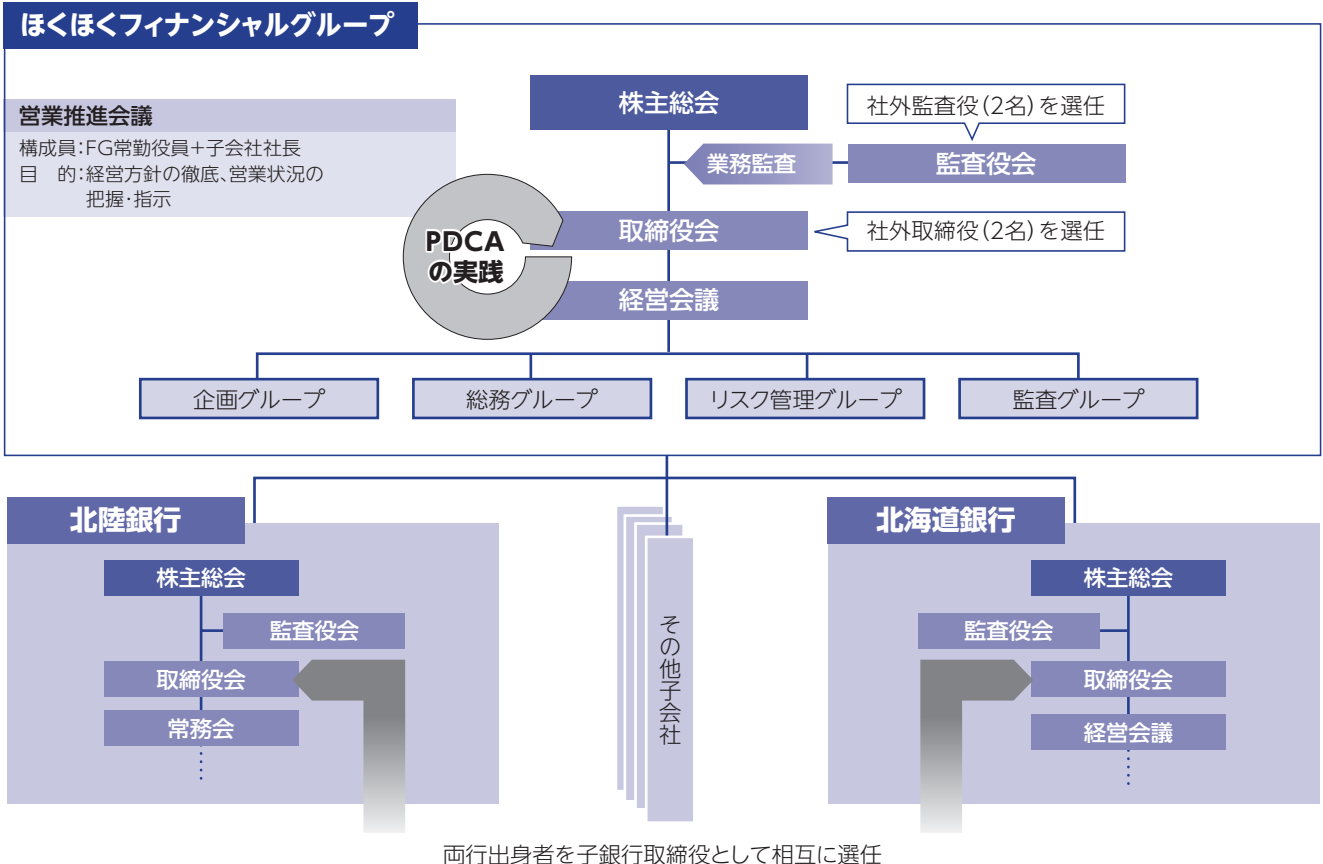 ほくほくフィナンシャルグループ
営業推進会議
構成員:FG常勤役員+子会社社長
目　的:経営方針の徹底、営業状況の
把握・指示
株主総会
社外監査役(2名)を選任
業務監査
監査役会
PDCA
の実践
取締役会
社外取締役(2名)を選任
経営会議
企画グループ
総務グループ
リスク管理グループ
監査グループ
北陸銀行
株主総会
監査役会
取締役会
常務会
その他子会社
北海道銀行
株主総会
監査役会
取締役会
経営会議
両行出身者を子銀行取締役として相互に選任